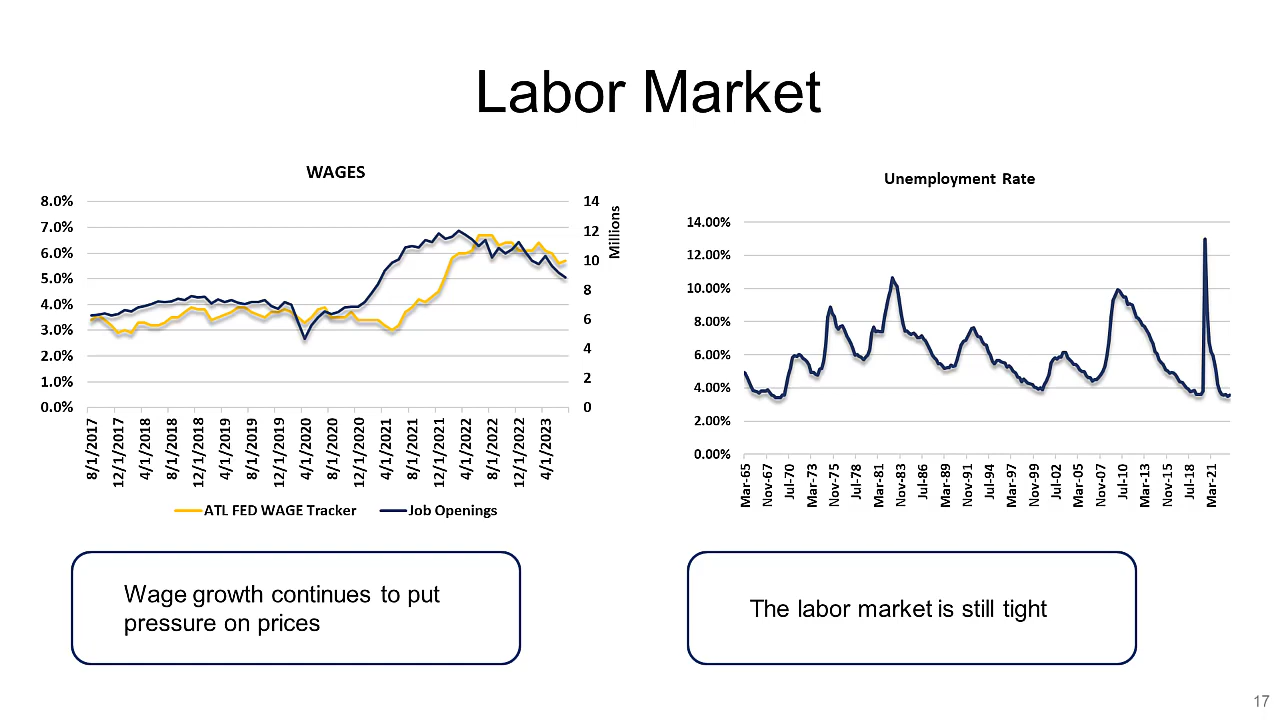 Labor Market
WAGES
8.0%
7.0%
6.0%
5.0%
4.0%
3.0%
2.0%
1.0%
0.0%
14
12
10
8
6
4
2
0
Millions
8/1/2017
12/1/2017
4/1/2018
8/1/2018
12/1/2018
4/1/2019
8/1/2019
12/1/2019
4/1/2020
8/1/2020
12/1/2020
4/1/2021
8/1/2021
12/1/2021
4/1/2022
8/1/2022
12/1/2022
4/1/2023
ATL FED WAGE Tracker
Job Openings
Unemployment Rate
14.00%
12.00%
10.00%
8.00%
6.00%
4.00%
2.00%
0.00%
Mar-65
Nov-67
Jul-70
Mar-73
Nov-75
Jul-78
Mar-81
Nov-83
Jul-86
Mar-89
Nov-91
Jul-94
Mar-97
Nov-99
Jul-02
Mar-05
Nov-07
Jul-10
Mar-13
Nov-15
Jul-18
Mar-21
Wage growth continues to put
pressure on prices
The labor market is still tight
17